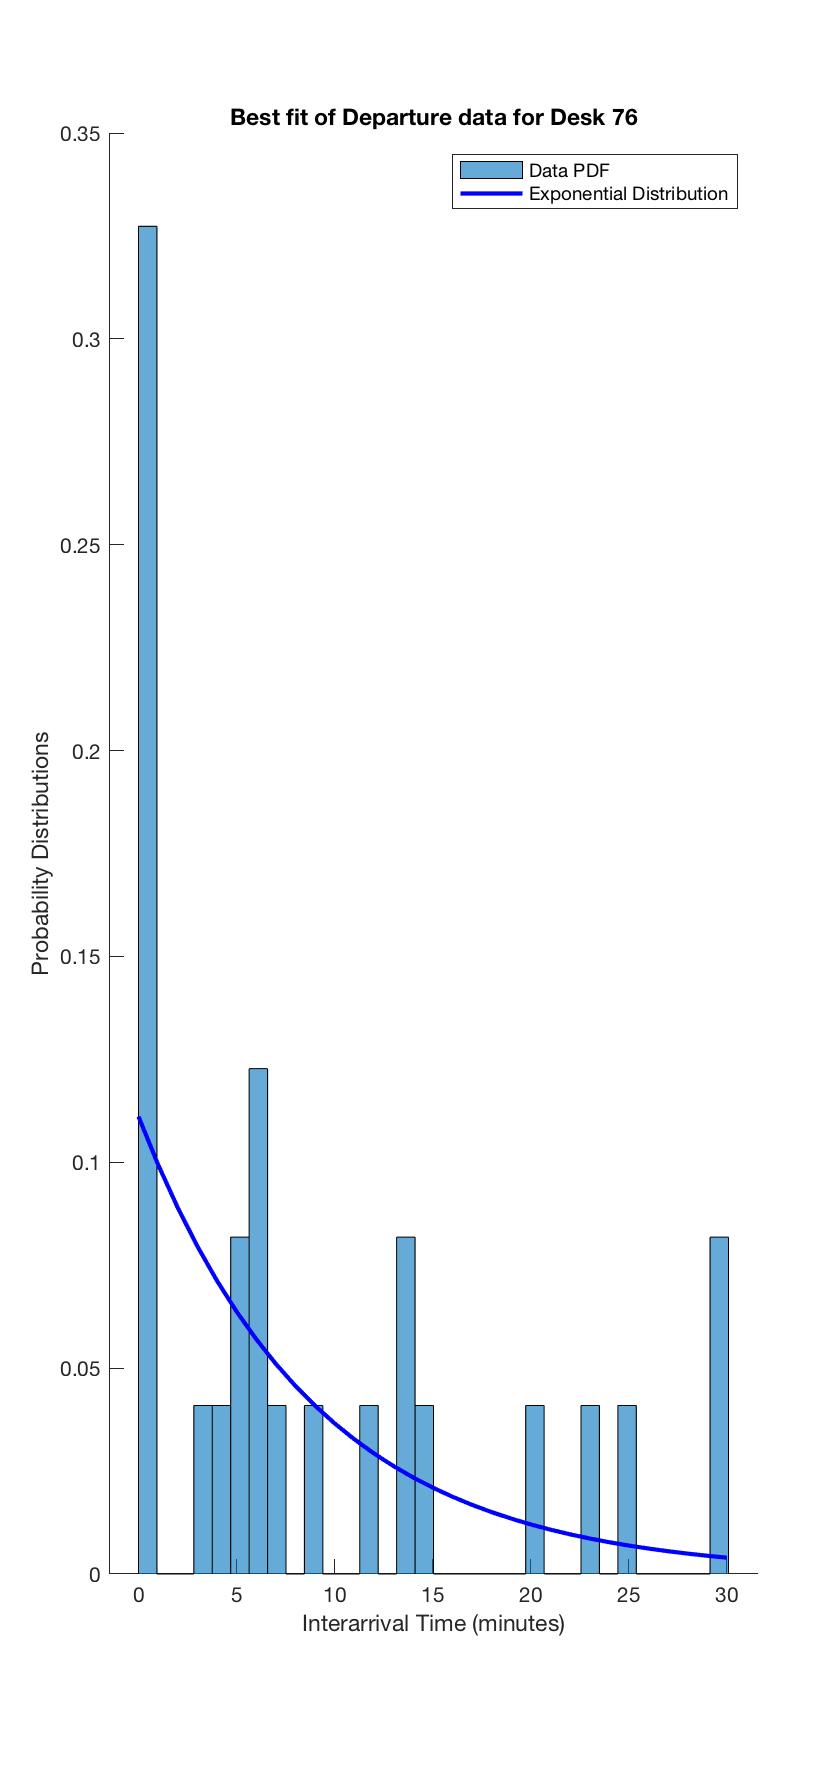 Best fit of Departure data for Desk 76
Data PDF
Exponential Distribution
Probability Distributions
0.35
0.3
0.25
0.2
0.15
0.1
0.05
0
0 5 10 15 20 25 30
Interarrival Time (minutes)